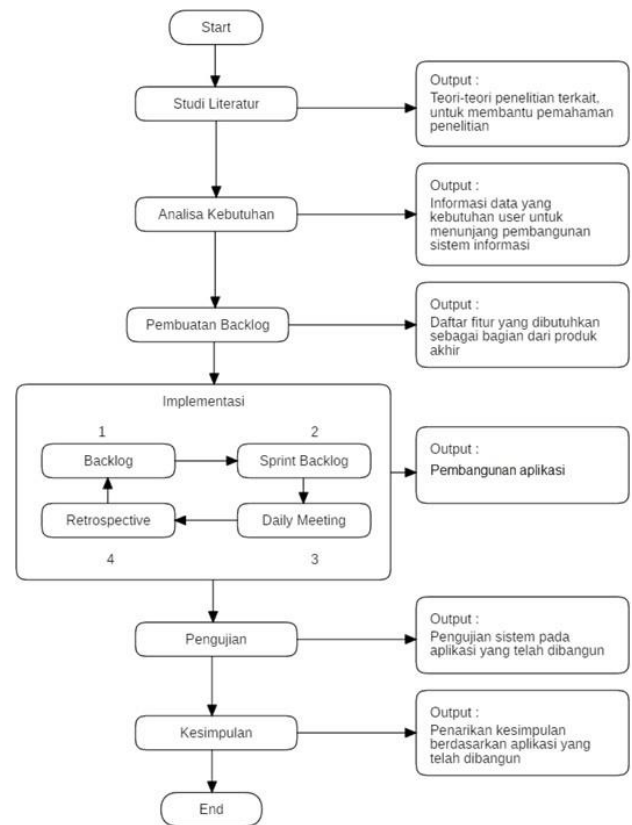 Start
Studi Literatur
Output :
Teori-teori penelitian terkait,
untuk membantu pemahaman
penelitian
Analisa Kebutuhan
Output :
Informasi data yang
kebutuhan user untuk
menunjang pembangunan
sistem informasi
Pembuatan Backlog
Output :
Daftar fitur yang dibutuhkan
sebagai bagian dari produk
akhir
Implementasi
1
2
Backlog
Sprint Backlog
Retrospective
Daily Meeting
4
3
Output :
Pembangunan aplikasi
Pengujian
Output :
Pengujian sistem pada
aplikasi yang telah dibangun
Kesimpulan
Output :
Penarikan kesimpulan
berdasarkan aplikasi yang
telah dibangun
End